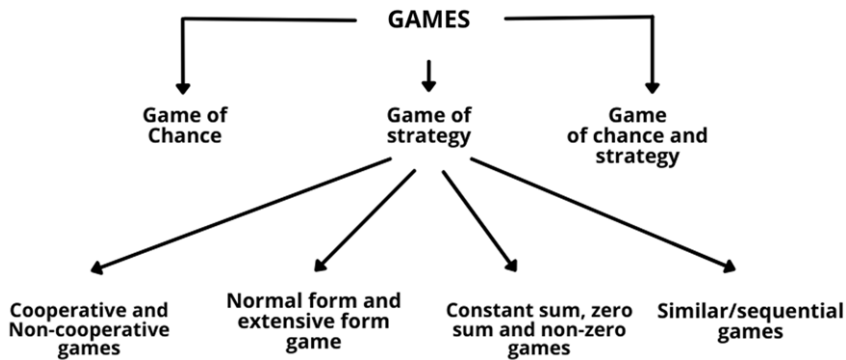 GAMES
Game of
Chance
Game of
strategy
Game
of chance and
strategy
Cooperative and
Non-cooperative
games
Normal form and
extensive form
game
Constant sum, zero
sum and non-zero
games
Similar/sequential
games